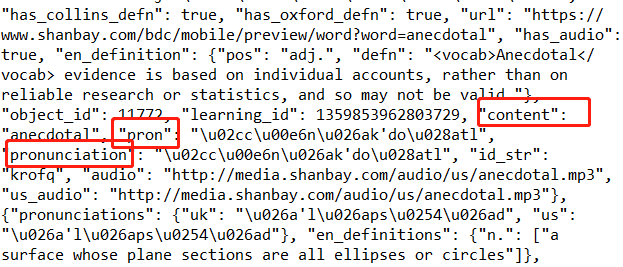 "has_collins_defn": true, "has_oxford_defn": true, "url": "https://
www.shanbay.com/bdc/mobile/preview/word?word=anecdotal", "has_audio":
true, "en_definition": {"pos": "adj.", "defn": "<vocab>Anecdotal</
vocab> evidence is based on individual accounts, rather than on
reliable research or statistics, and so may not be valid."},
"object_id": 11772, "learning_id": 1359853962803729, "content":
"anecdotal", "pron": "\u02cc\u00e6n\u026ak'do\u028atl",
"pronunciation": "\u02cc\u00e6n\u026ak'do\u028atl", "id_str":
"krofq", "audio": "http://media.shanbay.com/audio/us/anecdotal.mp3",
"us_audio": "http://media.shanbay.com/audio/us/anecdotal.mp3"},
{"pronunciations": {"uk": "\u026a'l\u026aps\u0254\u026ad", "us":
"\u026a'l\u026aps\u0254\u026ad"}, "en_definitions": {"n.": ["a
surface whose plane sections are all ellipses or circles"]},